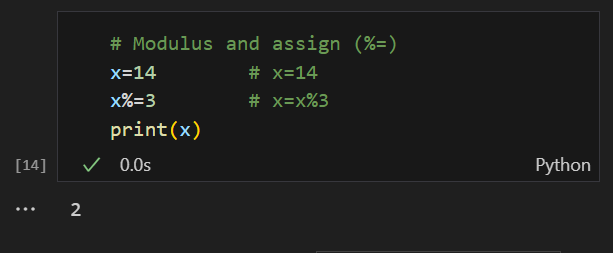 # Modulus and assign (%=)
x=14        # x=14
x%=3        # x=x%3
print(x)
[14] ✓ 0.0s Python
... 2